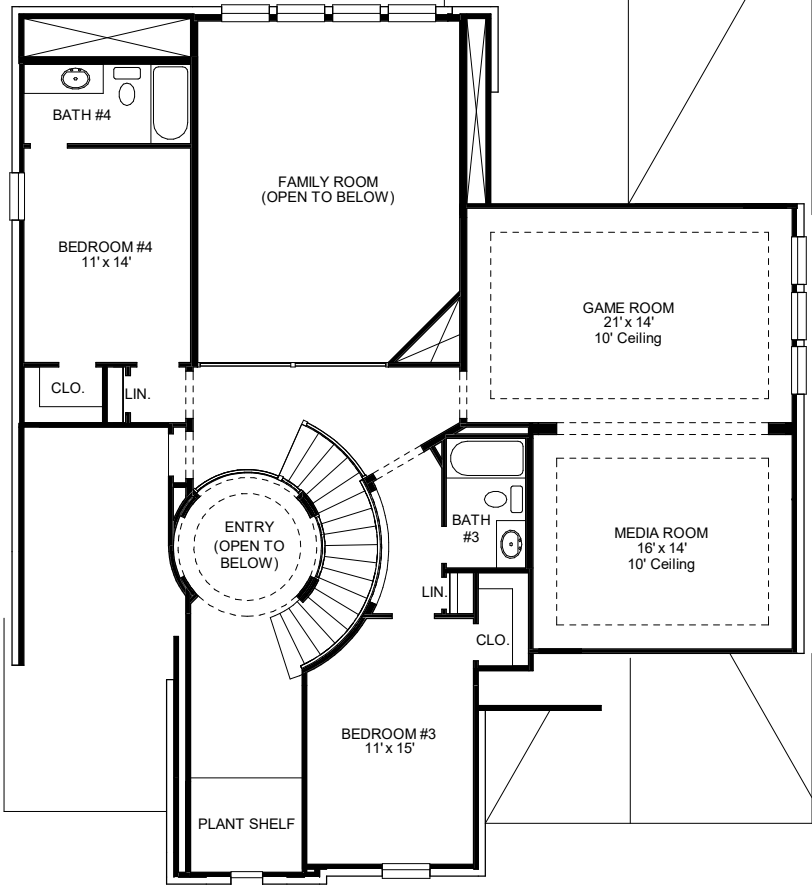 BATH #4
FAMILY ROOM
(OPEN TO BELOW)
BEDROOM #4
11' x 14'
GAME ROOM
21' x 14'
10' Ceiling
CLO.
LIN.
ENTRY
(OPEN TO
BELOW)
BATH
#3
MEDIA ROOM
16' x 14'
10' Ceiling
LIN.
CLO.
BEDROOM #3
11' x 15'
PLANT SHELF